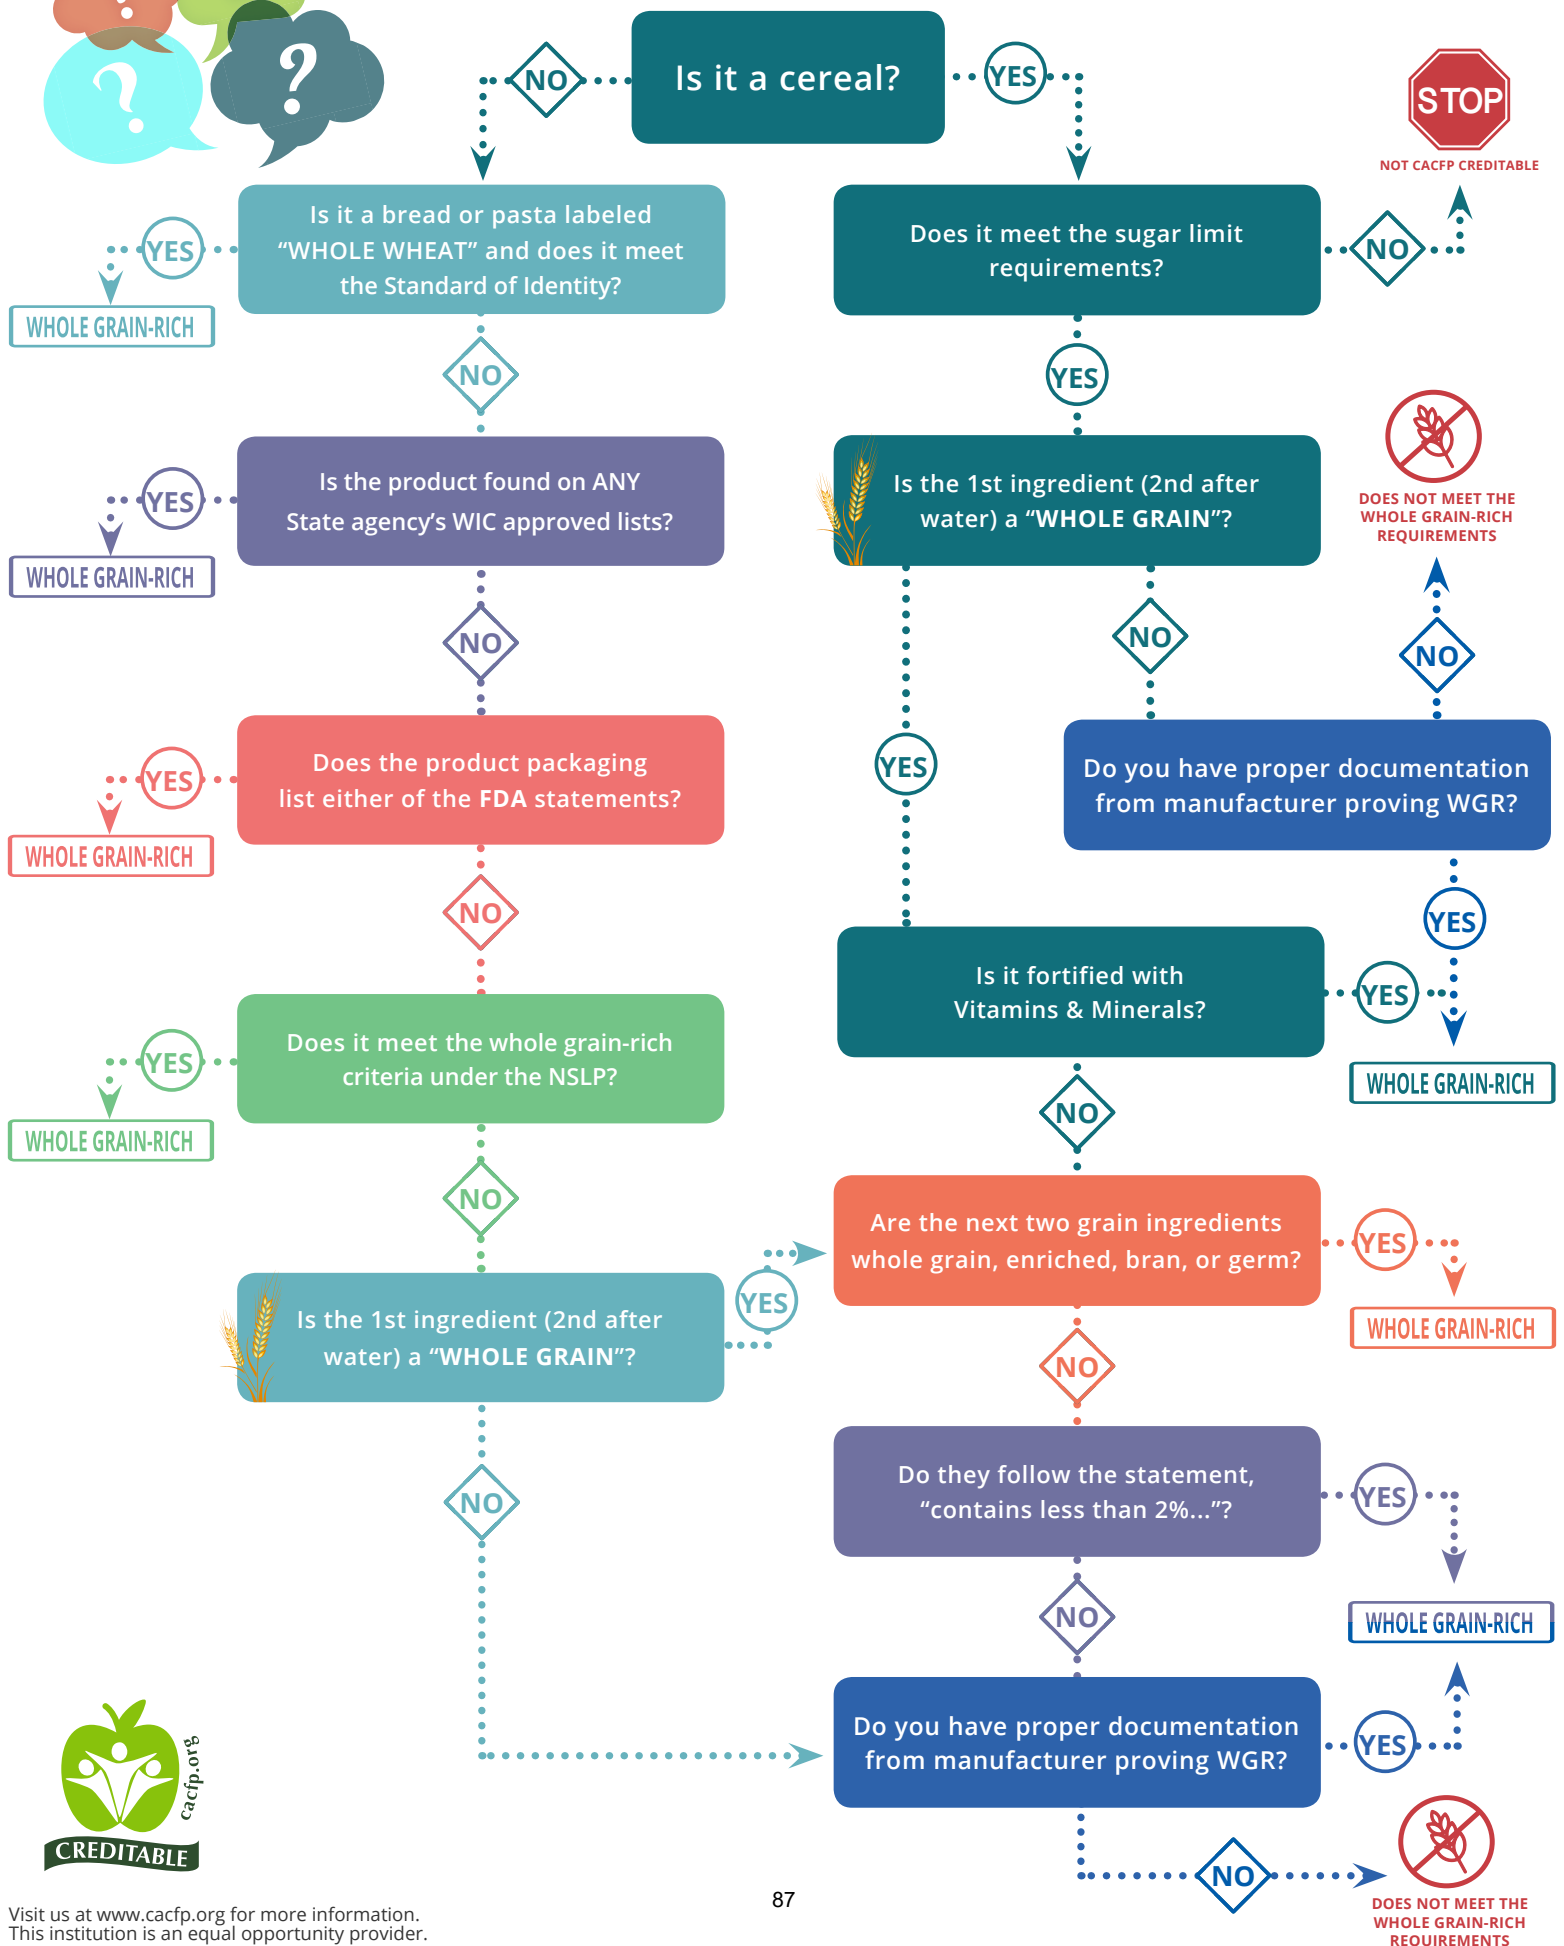 ?
?
?
Is it a cereal?
NO
YES
STOP
NOT CACFP CREDITABLE
Is it a bread or pasta labeled
“WHOLE WHEAT” and does it meet
the Standard of Identity?
YES
WHOLE GRAIN-RICH
NO
Does it meet the sugar limit
requirements?
NO
YES
Is the product found on ANY
State agency’s WIC approved lists?
YES
WHOLE GRAIN-RICH
NO
Is the 1st ingredient (2nd after
water) a “WHOLE GRAIN”?
NO
YES
DOES NOT MEET THE
WHOLE GRAIN-RICH
REQUIREMENTS
NO
Do you have proper documentation
from manufacturer proving WGR?
YES
Does the product packaging
list either of the FDA statements?
YES
WHOLE GRAIN-RICH
NO
Is it fortified with
Vitamins & Minerals?
YES
WHOLE GRAIN-RICH
NO
Does it meet the whole grain-rich
criteria under the NSLP?
YES
WHOLE GRAIN-RICH
NO
Is the 1st ingredient (2nd after
water) a “WHOLE GRAIN”?
YES
NO
Are the next two grain ingredients
whole grain, enriched, bran, or germ?
YES
WHOLE GRAIN-RICH
NO
Do they follow the statement,
“contains less than 2%...”?
YES
WHOLE GRAIN-RICH
NO
Do you have proper documentation
from manufacturer proving WGR?
YES
NO
DOES NOT MEET THE
WHOLE GRAIN-RICH
REQUIREMENTS
cacfp.org
CREDITABLE
87
Visit us at www.cacfp.org for more information.
This institution is an equal opportunity provider.